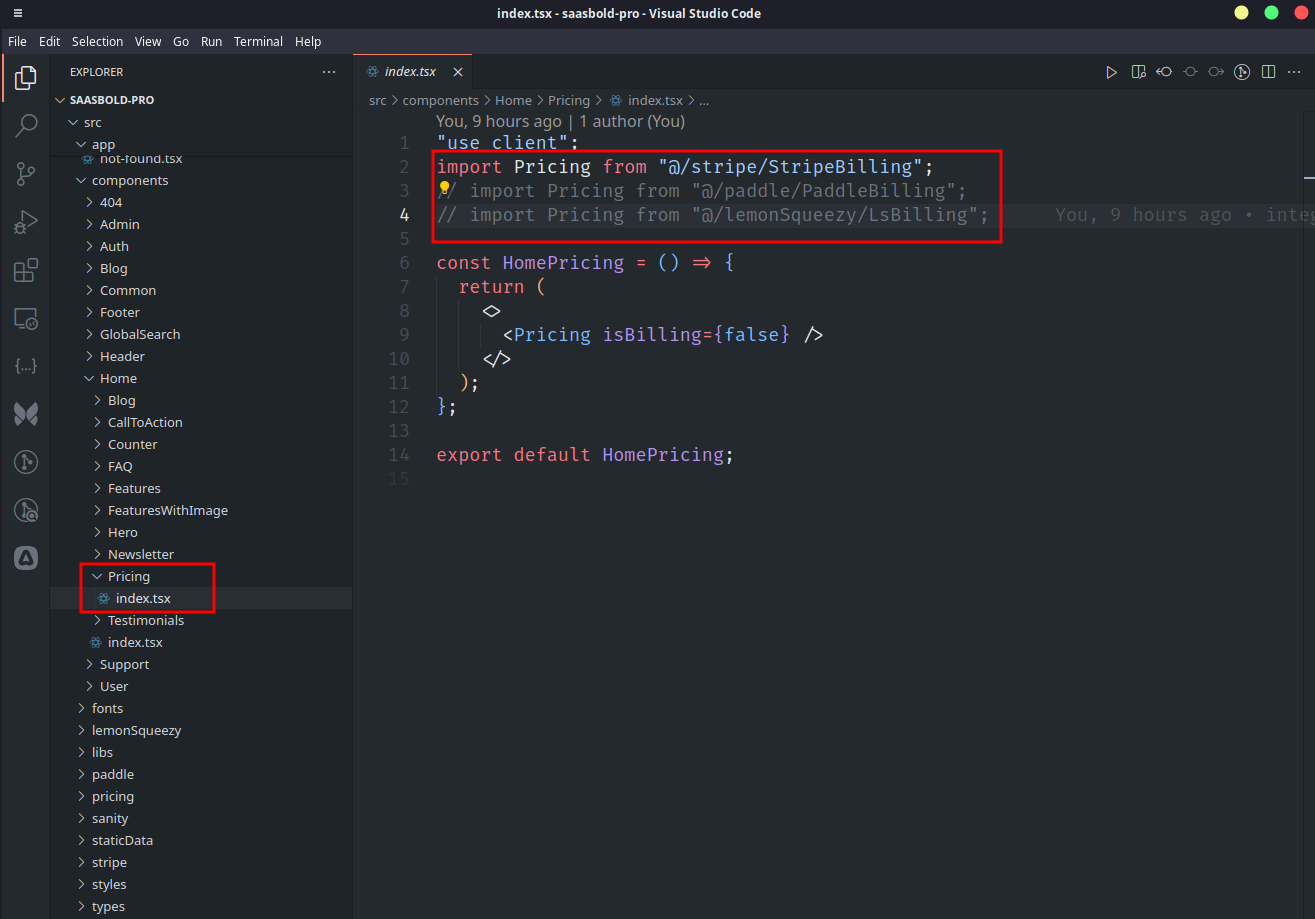 index.tsx - saasbold-pro - Visual Studio Code
File Edit Selection View Go Run Terminal Help
EXPLORER
SAASBOLD-PRO
src
app
not-found.tsx
components
404
Admin
Auth
Blog
Common
Footer
GlobalSearch
Header
Home
Blog
CallToAction
Counter
FAQ
Features
FeaturesWithImage
Hero
Newsletter
Pricing
index.tsx
Testimonials
index.tsx
Support
User
fonts
lemonSqueezy
libs
paddle
pricing
sanity
staticData
stripe
styles
types
index.tsx
src > components > Home > Pricing > index.tsx > ...
You, 9 hours ago | 1 author (You)
1 "use client";
2 import Pricing from "@/stripe/StripeBilling";
3 // import Pricing from "@/paddle/PaddleBilling";
4 // import Pricing from "@/lemonSqueezy/LsBilling"; You, 9 hours ago • integ
5
6 const HomePricing = () => {
7 return (
8 <>
9 <Pricing isBilling={false} />
10 </>
11 );
12 };
13
14 export default HomePricing;
15